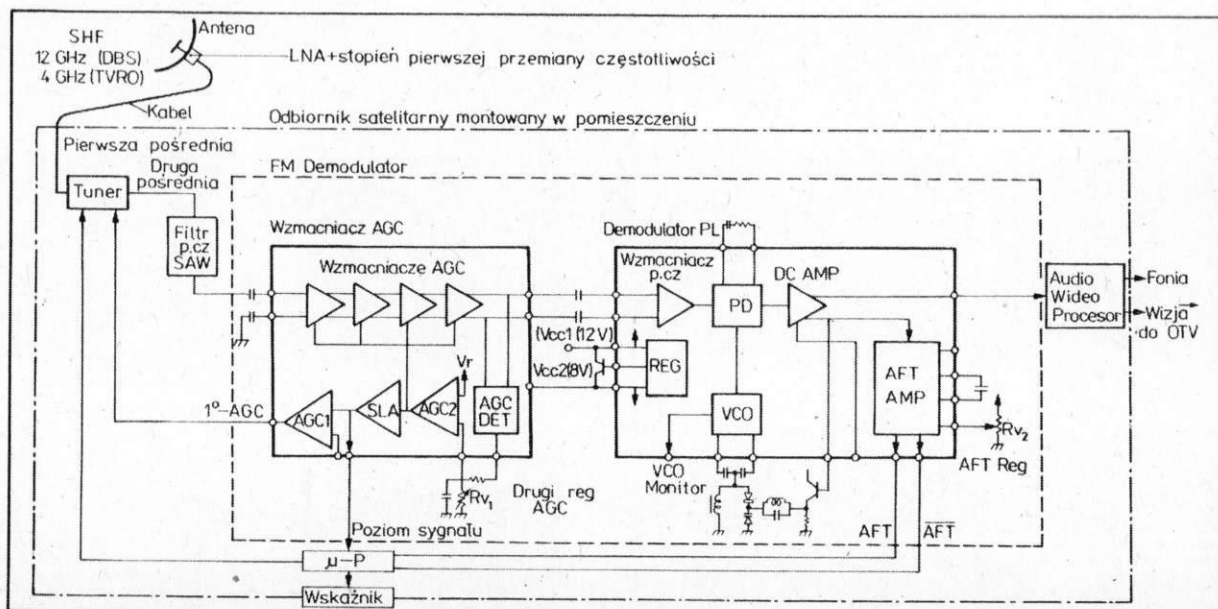 SHF
12 GHz (DBS)
4 GHz (TVRO)
Antena
LNA+stopień pierwszej przemiany częstotliwości
Kabel
Odbiornik satelitarny montowany w pomieszczeniu
Pierwsza pośrednia
Druga
pośrednia
Tuner
Filtr
p.cz
SAW
FM Demodulator
Wzmacniacz AGC
Wzmacniacze AGC
Demodulator PL
Wzmacniacz
p.cz
PD
DC AMP
Audio
Wideo
Procesor
Fonia
Wizja
do OTV
(Vcc1 (12V)
Vcc2(8V)
REG
Vr
AFT
AMP
1°-AGC
AGC1
SLA
AGC2
AGC
DET
VCO
Rv2
AFT Reg
VCO
Monitor
Rv1
Drugi reg
AGC
Poziom sygnału
AFT
AFT
μ-P
Wskaźnik